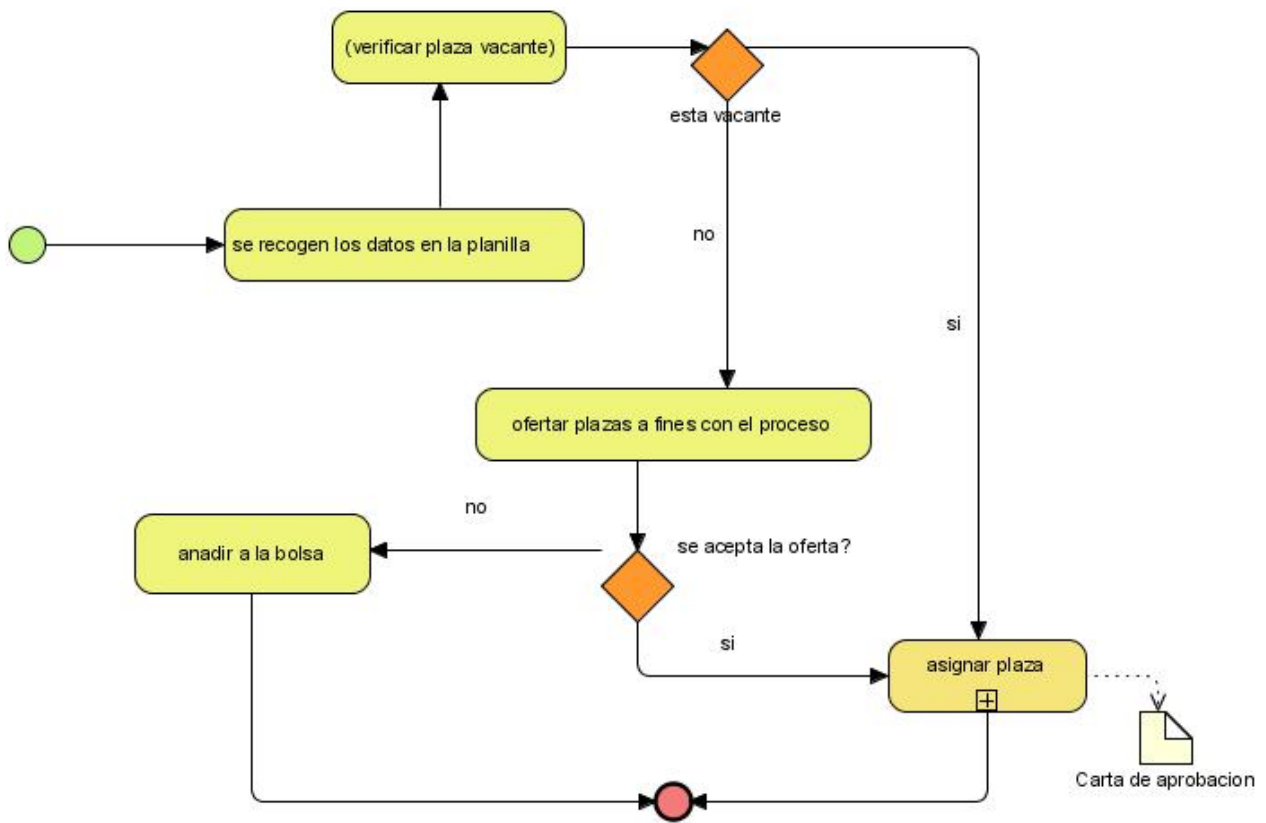 (verificar plaza vacante)
esta vacante
se recogen los datos en la planilla
no
si
ofertar plazas a fines con el proceso
no
se acepta la oferta?
anadir a la bolsa
si
asignar plaza
Carta de aprobacion